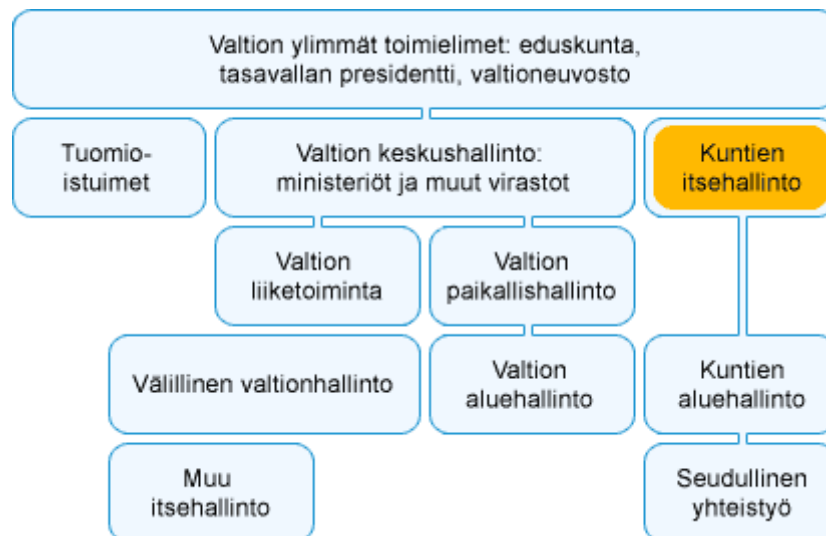 Valtion ylimmät toimielimet: eduskunta,
tasavallan presidentti, valtioneuvosto
Tuomio-
istuimet
Valtion keskushallinto:
ministeriöt ja muut virastot
Kuntien
itsehallinto
Valtion
liiketoiminta
Valtion
paikallishallinto
Välillinen valtionhallinto
Valtion
aluehallinto
Kuntien
aluehallinto
Muu
itsehallinto
Seudullinen
yhteistyö